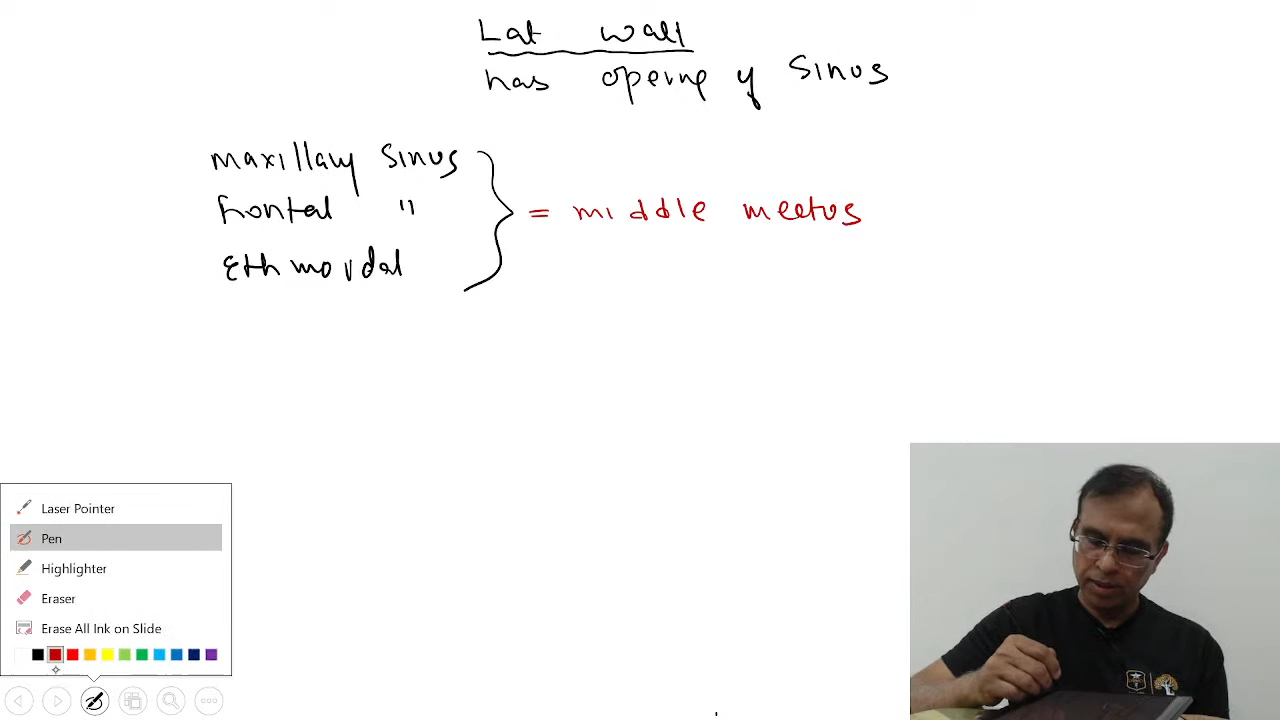 Lat wall
has opening of Sinus
maxillary Sinus
frontal "
Ethmoidal
= middle meetus
Laser Pointer
Pen
Highlighter
Eraser
Erase All Ink on Slide